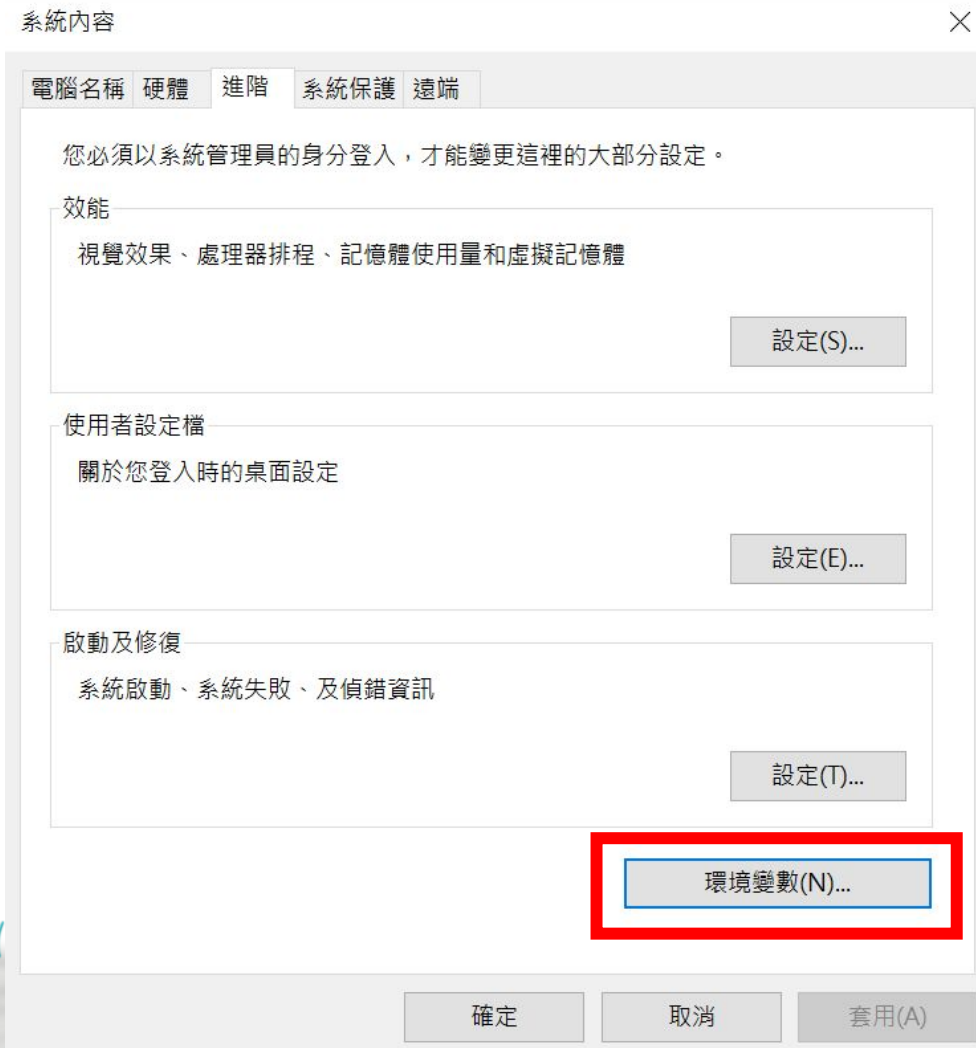 系統內容
電腦名稱 硬體 進階 系統保護 遠端
您必須以系統管理員的身分登入，才能變更這裡的大部分設定。
效能
視覺效果、處理器排程、記憶體使用量和虛擬記憶體
設定(S)...
使用者設定檔
關於您登入時的桌面設定
設定(E)...
啟動及修復
系統啟動、系統失敗、及偵錯資訊
設定(T)...
環境變數(N)...
確定 取消 套用(A)